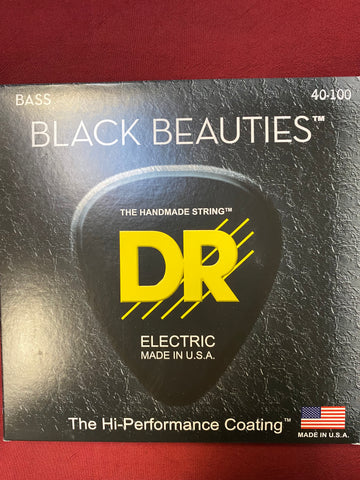 BASS 40-100
BLACK BEAUTIES™
THE HANDMADE STRING™
DR
ELECTRIC
MADE IN U.S.A.
The Hi-Performance Coating™
MADE IN U.S.A.